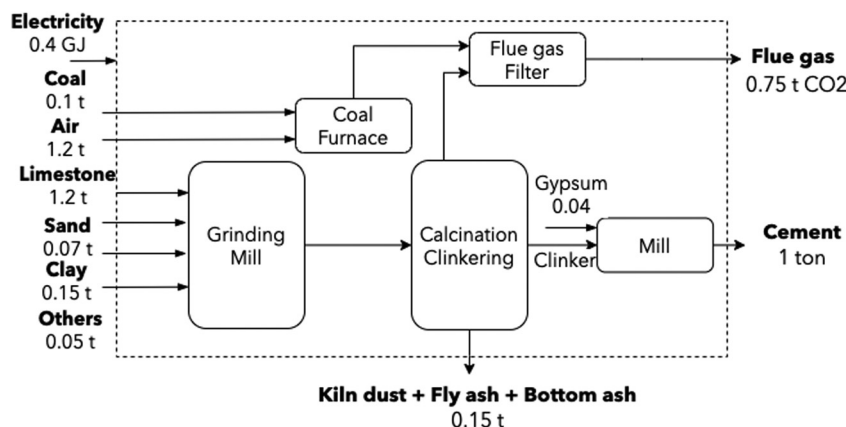 Electricity
0.4 GJ
Coal
0.1 t
Air
1.2 t
Limestone
1.2 t
Sand
0.07 t
Clay
0.15 t
Others
0.05 t
Coal
Furnace
Flue gas
Filter
Grinding
Mill
Calcination
Clinkering
Gypsum
0.04
Clinker
Mill
Flue gas
0.75 t CO2
Cement
1 ton
Kiln dust + Fly ash + Bottom ash
0.15 t